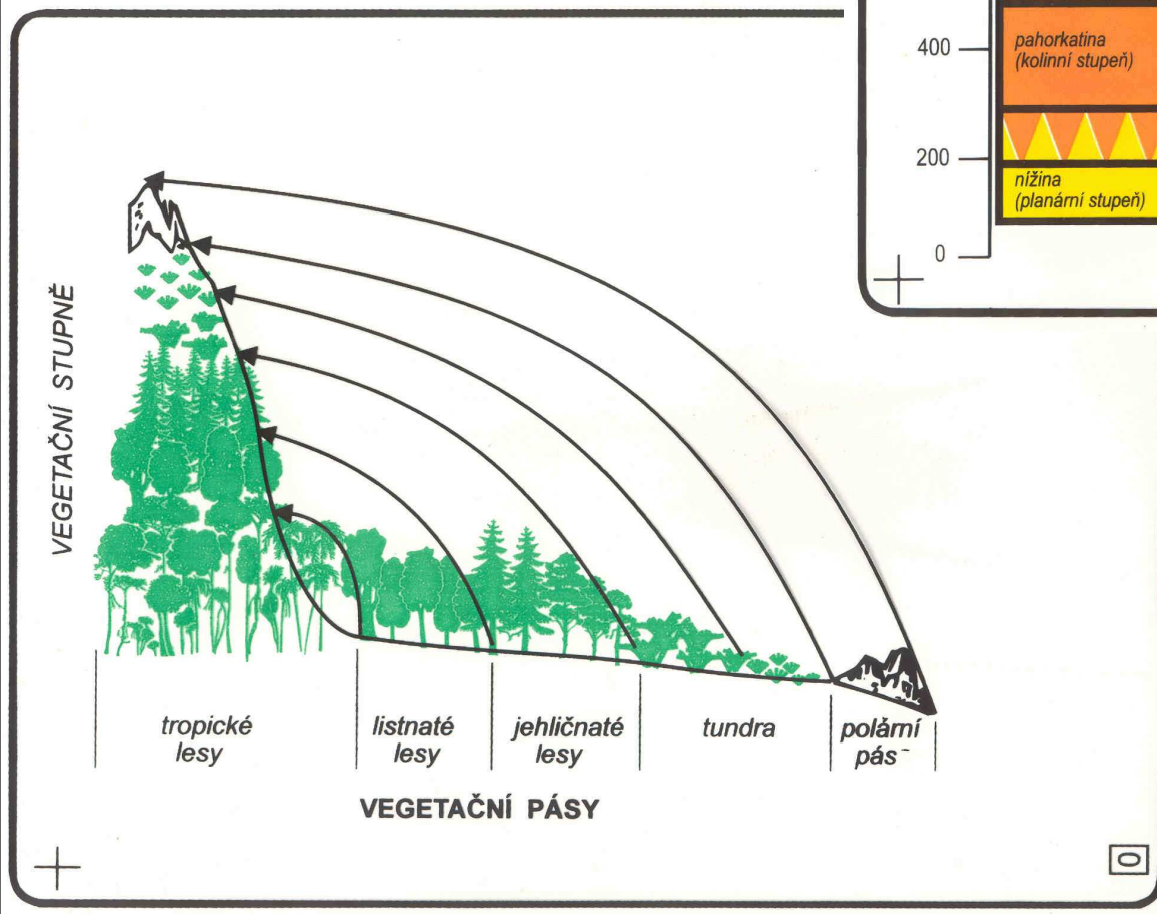 400
pahorkatina
(kolinní stupeň)
200
nížina
(planární stupeň)
0
VEGETAČNÍ STUPNĚ
tropické
lesy
listnaté
lesy
jehličnaté
lesy
tundra
polární
pás
VEGETAČNÍ PÁSY
0